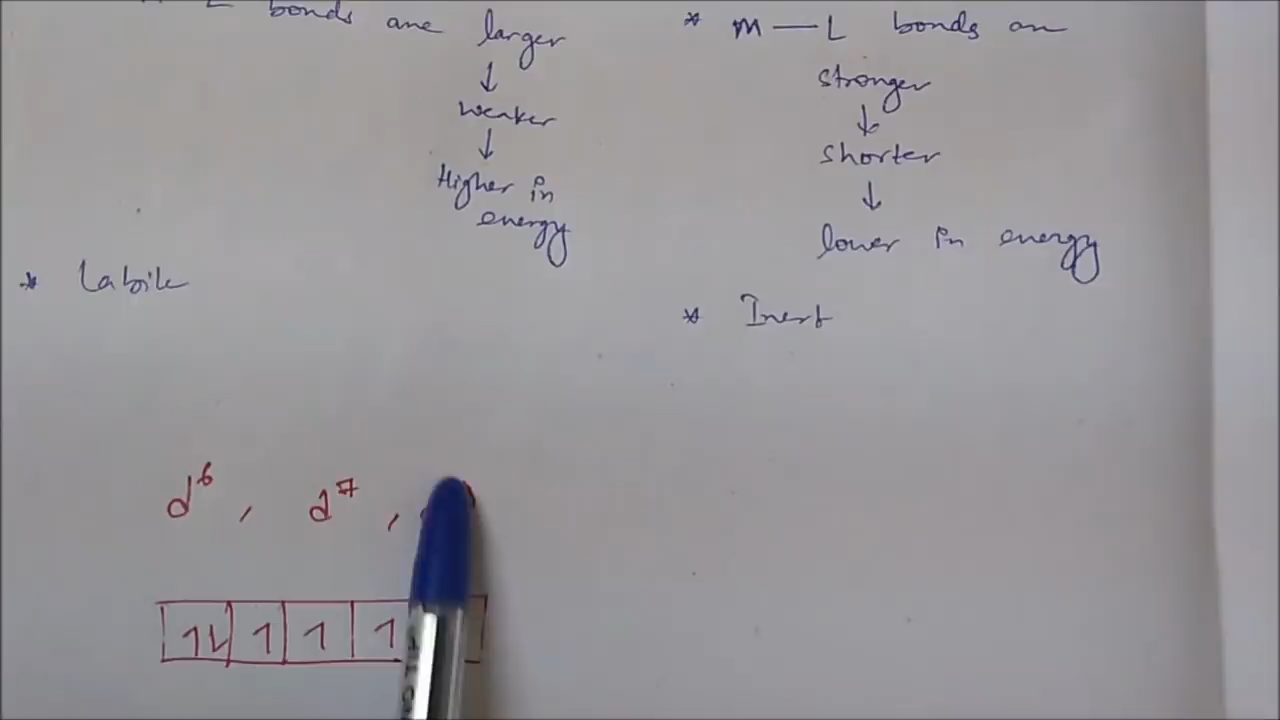 L bonds are larger
↓
weaker
↓
Higher in
energy
* Labile
* M — L bonds are
stronger
↓
shorter
↓
lower in energy
* Inert
d⁶ , d⁷ ,
1L 1 1 1